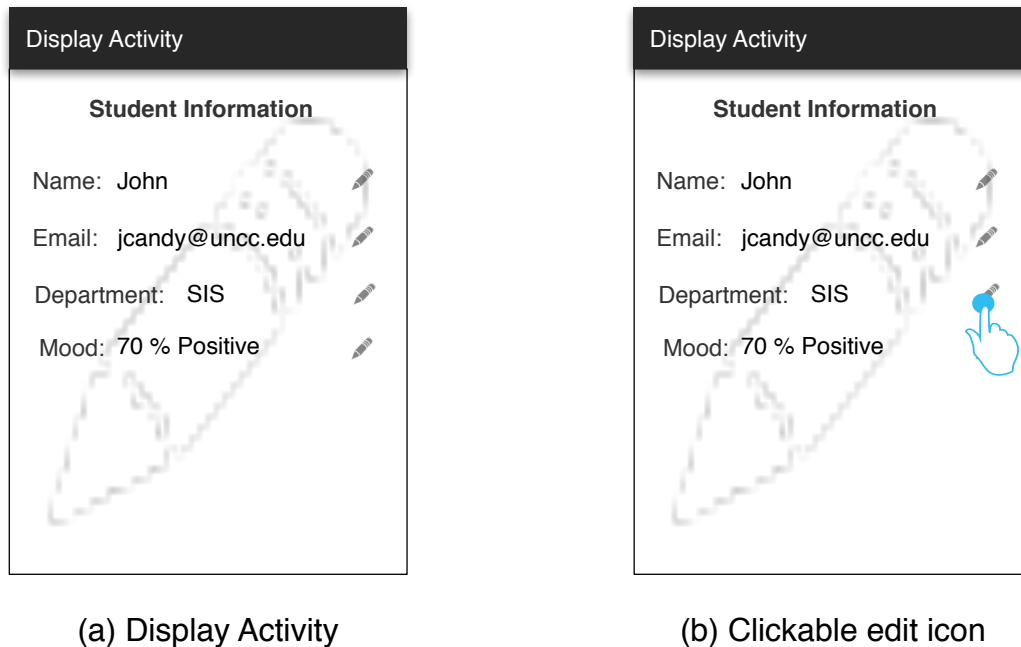 Display Activity
Student Information
Name: John
Email: jcandy@uncc.edu
Department: SIS
Mood: 70 % Positive
(a) Display Activity
Display Activity
Student Information
Name: John
Email: jcandy@uncc.edu
Department: SIS
Mood: 70 % Positive
(b) Clickable edit icon